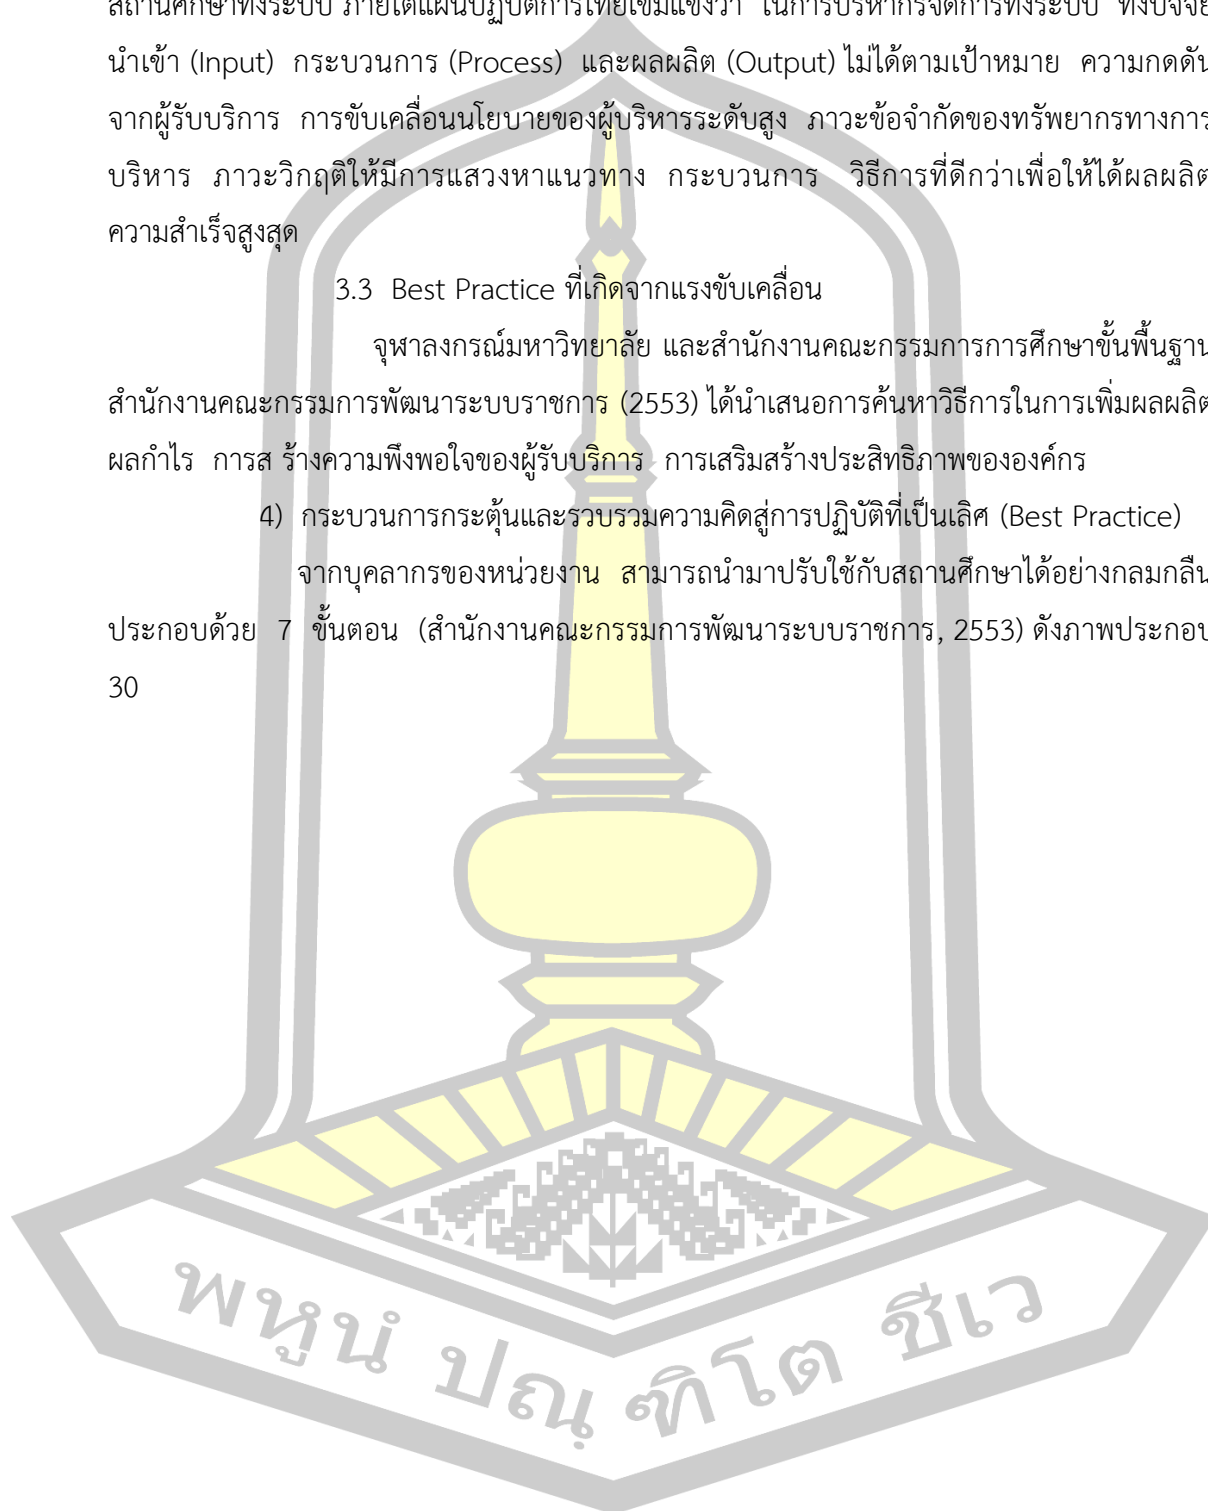 สถานศึกษาทั้งระบบ ภายใต้แผนปฏิบัติการไทยเข้มแข็งว่า ในการบริหากรจัดการทั้งระบบ ทั้งปัจจัย
นำเข้า (Input) กระบวนการ (Process) และผลผลิต (Output) ไม่ได้ตามเป้าหมาย ความกดดัน
จากผู้รับบริการ การขับเคลื่อนนโยบายของผู้บริหารระดับสูง ภาวะข้อจำกัดของทรัพยากรทางการ
บริหาร ภาวะวิกฤติให้มีการแสวงหาแนวทาง กระบวนการ วิธีการที่ดีกว่าเพื่อให้ได้ผลผลิต
ความสำเร็จสูงสุด
3.3 Best Practice ที่เกิดจากแรงขับเคลื่อน
จุฬาลงกรณ์มหาวิทยาลัย และสำนักงานคณะกรรมการการศึกษาขั้นพื้นฐาน
สำนักงานคณะกรรมการพัฒนาระบบราชการ (2553) ได้นำเสนอการค้นหาวิธีการในการเพิ่มผลผลิต
ผลกำไร การส ร้างความพึงพอใจของผู้รับบริการ การเสริมสร้างประสิทธิภาพขององค์กร
4) กระบวนการกระตุ้นและรวบรวมความคิดสู่การปฏิบัติที่เป็นเลิศ (Best Practice)
จากบุคลากรของหน่วยงาน สามารถนำมาปรับใช้กับสถานศึกษาได้อย่างกลมกลืน
ประกอบด้วย 7 ขั้นตอน (สำนักงานคณะกรรมการพัฒนาระบบราชการ, 2553) ดังภาพประกอบ
30
พหูนํ ปณฺ ฑิโต ชีเว